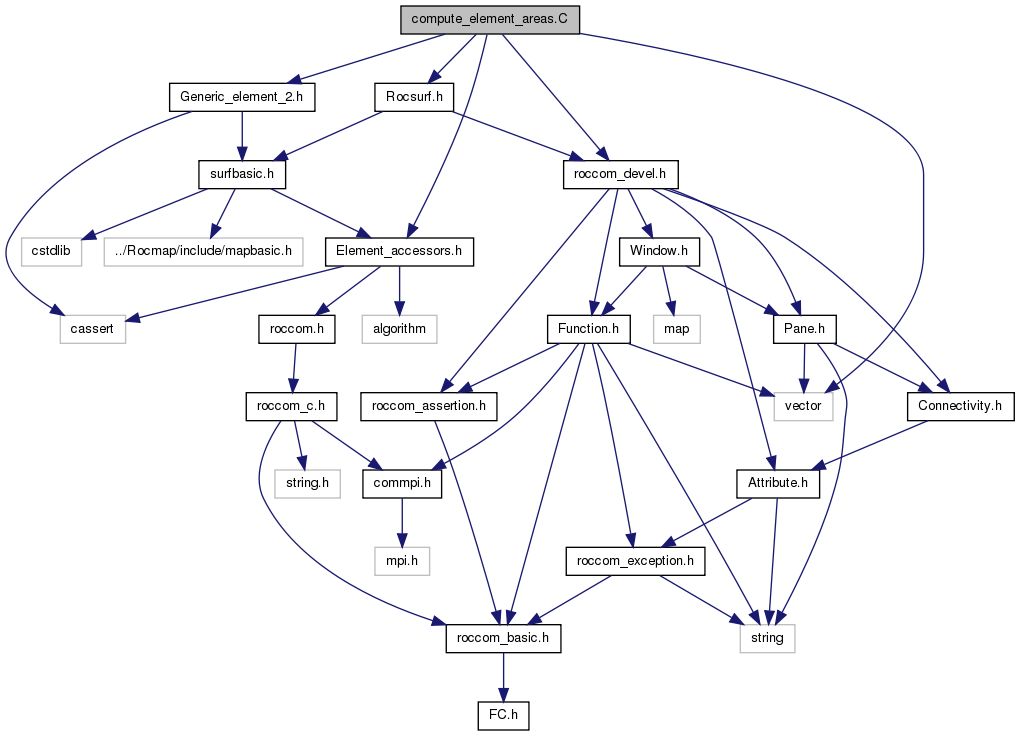 compute_element_areas.C
Generic_element_2.h
Rocsurf.h
surfbasic.h
roccom_devel.h
cstdlib
../Rocmap/include/mapbasic.h
Element_accessors.h
Window.h
cassert
roccom.h
algorithm
Function.h
map
Pane.h
roccom_c.h
roccom_assertion.h
vector
Connectivity.h
string.h
commpi.h
Attribute.h
mpi.h
roccom_exception.h
roccom_basic.h
string
FC.h